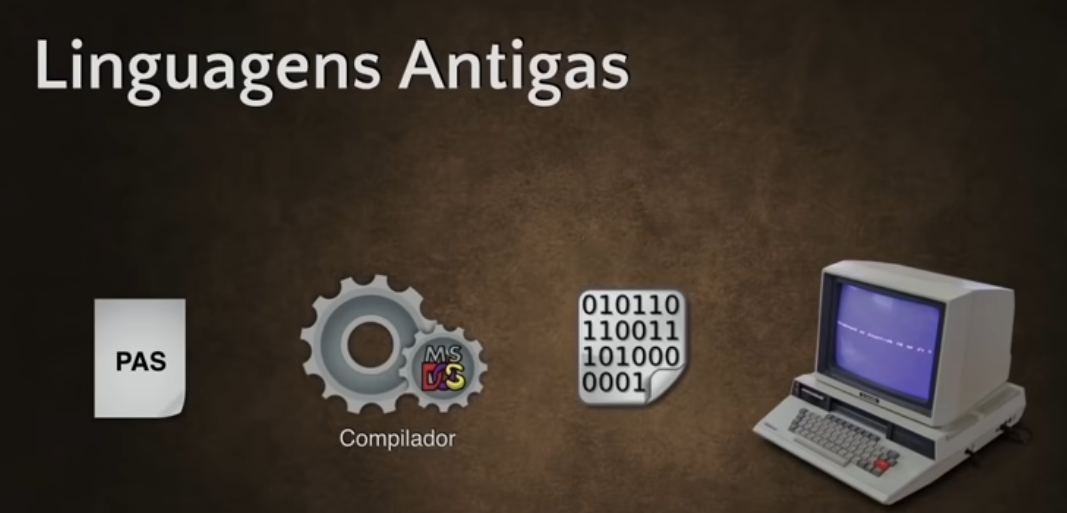 Linguagens Antigas
PAS
MS
DOS
010110
110011
101000
0001
Compilador